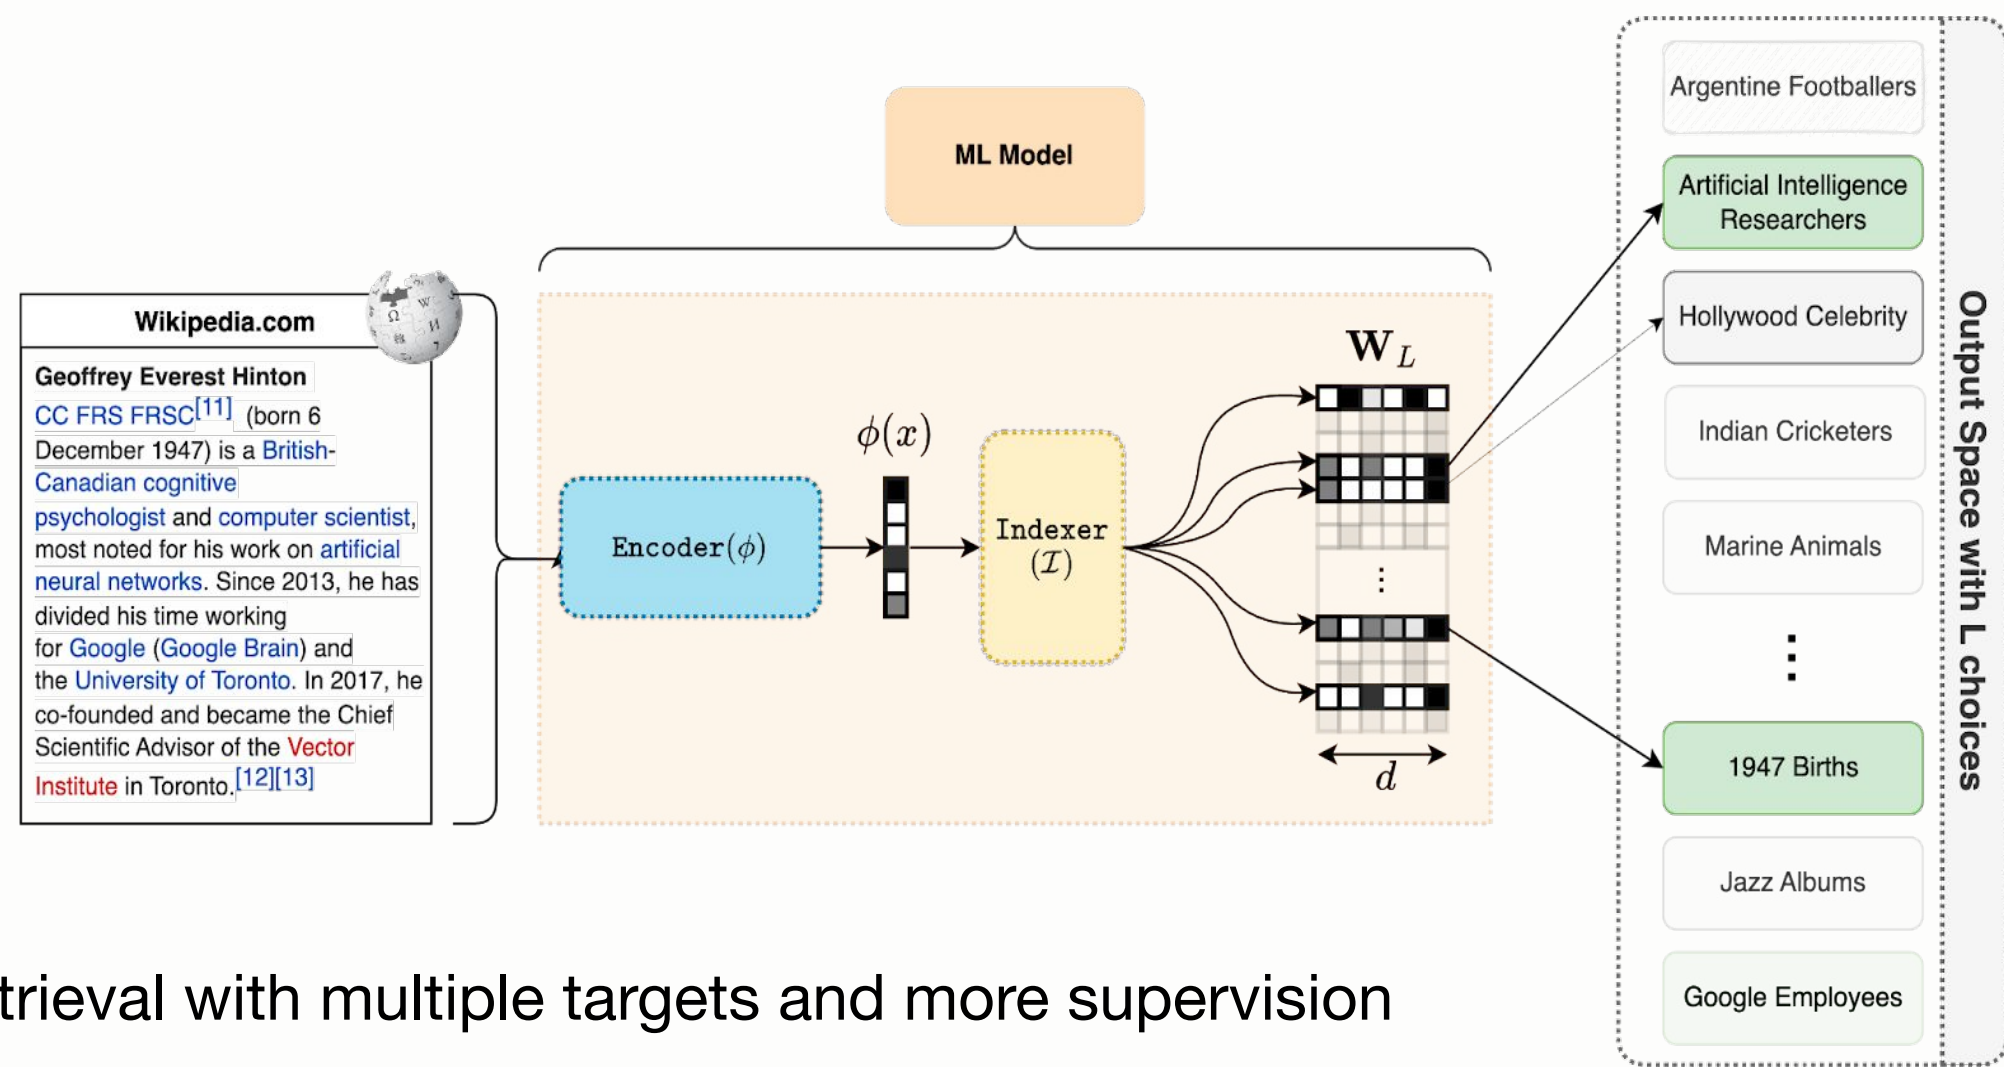 Wikipedia.com
Geoffrey Everest Hinton
CC FRS FRSC[11] (born 6
December 1947) is a British-
Canadian cognitive
psychologist and computer scientist,
most noted for his work on artificial
neural networks. Since 2013, he has
divided his time working
for Google (Google Brain) and
the University of Toronto. In 2017, he
co-founded and became the Chief
Scientific Advisor of the Vector
Institute in Toronto.[12][13]
ML Model
Encoder(ϕ)
ϕ(x)
Indexer
(ℐ)
W_L
⋮
d
Argentine Footballers
Artificial Intelligence
Researchers
Hollywood Celebrity
Indian Cricketers
Marine Animals
⋮
1947 Births
Jazz Albums
Google Employees
Output Space with L choices
trieval with multiple targets and more supervision